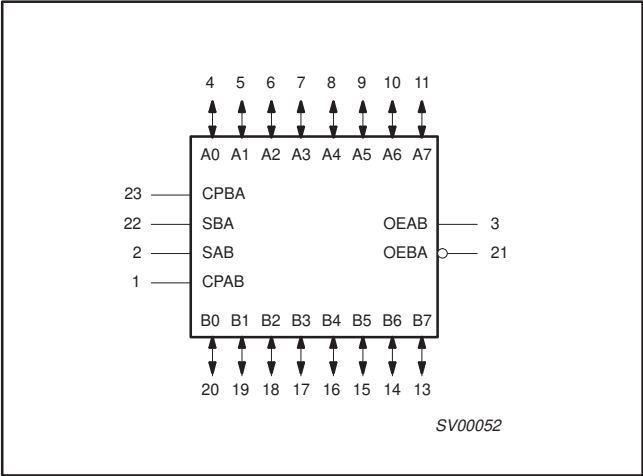 4 5 6 7 8 9 10 11
A0 A1 A2 A3 A4 A5 A6 A7
23 CPBA
22 SBA OEAB 3
2 SAB OEBA 21
1 CPAB
B0 B1 B2 B3 B4 B5 B6 B7
20 19 18 17 16 15 14 13
SV00052